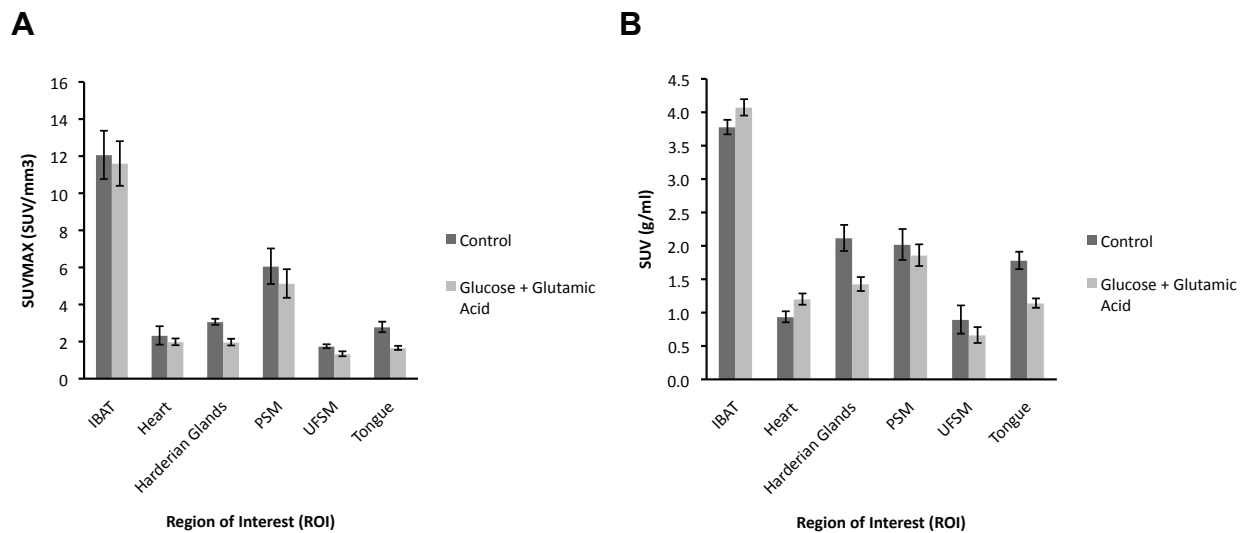 A
SUVMAX (SUV/mm3)
16
14
12
10
8
6
4
2
0
IBAT
Heart
Harderian Glands
PSM
UFSM
Tongue
Region of Interest (ROI)
Control
Glucose + Glutamic
Acid
B
SUV (g/ml)
4.5
4.0
3.5
3.0
2.5
2.0
1.5
1.0
0.5
0.0
IBAT
Heart
Harderian Glands
PSM
UFSM
Tongue
Region of Interest (ROI)
Control
Glucose + Glutamic
Acid